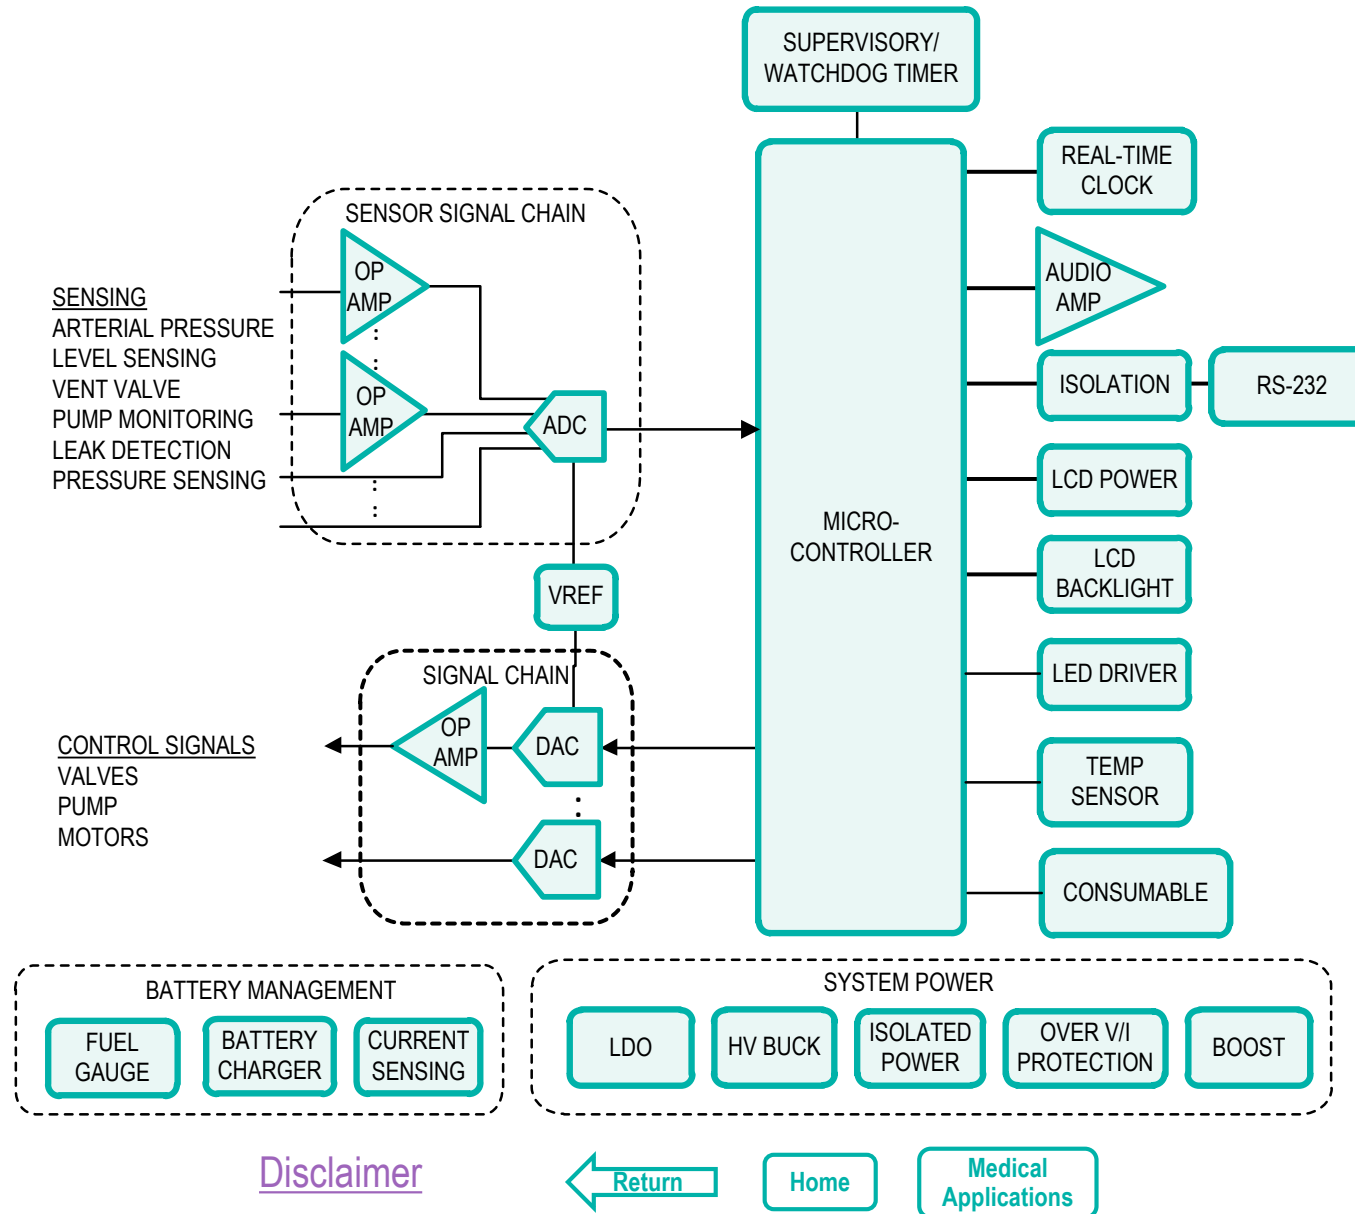 SUPERVISORY/
WATCHDOG TIMER
REAL-TIME
CLOCK
SENSOR SIGNAL CHAIN
OP
AMP
AUDIO
AMP
SENSING
ARTERIAL PRESSURE
LEVEL SENSING
VENT VALVE
PUMP MONITORING
LEAK DETECTION
PRESSURE SENSING
OP
AMP
ADC
ISOLATION
RS-232
LCD POWER
MICRO-
CONTROLLER
LCD
BACKLIGHT
VREF
SIGNAL CHAIN
LED DRIVER
OP
AMP
DAC
CONTROL SIGNALS
VALVES
PUMP
MOTORS
TEMP
SENSOR
DAC
CONSUMABLE
BATTERY MANAGEMENT
FUEL
GAUGE
BATTERY
CHARGER
CURRENT
SENSING
SYSTEM POWER
LDO
HV BUCK
ISOLATED
POWER
OVER V/I
PROTECTION
BOOST
Disclaimer
Return
Home
Medical
Applications